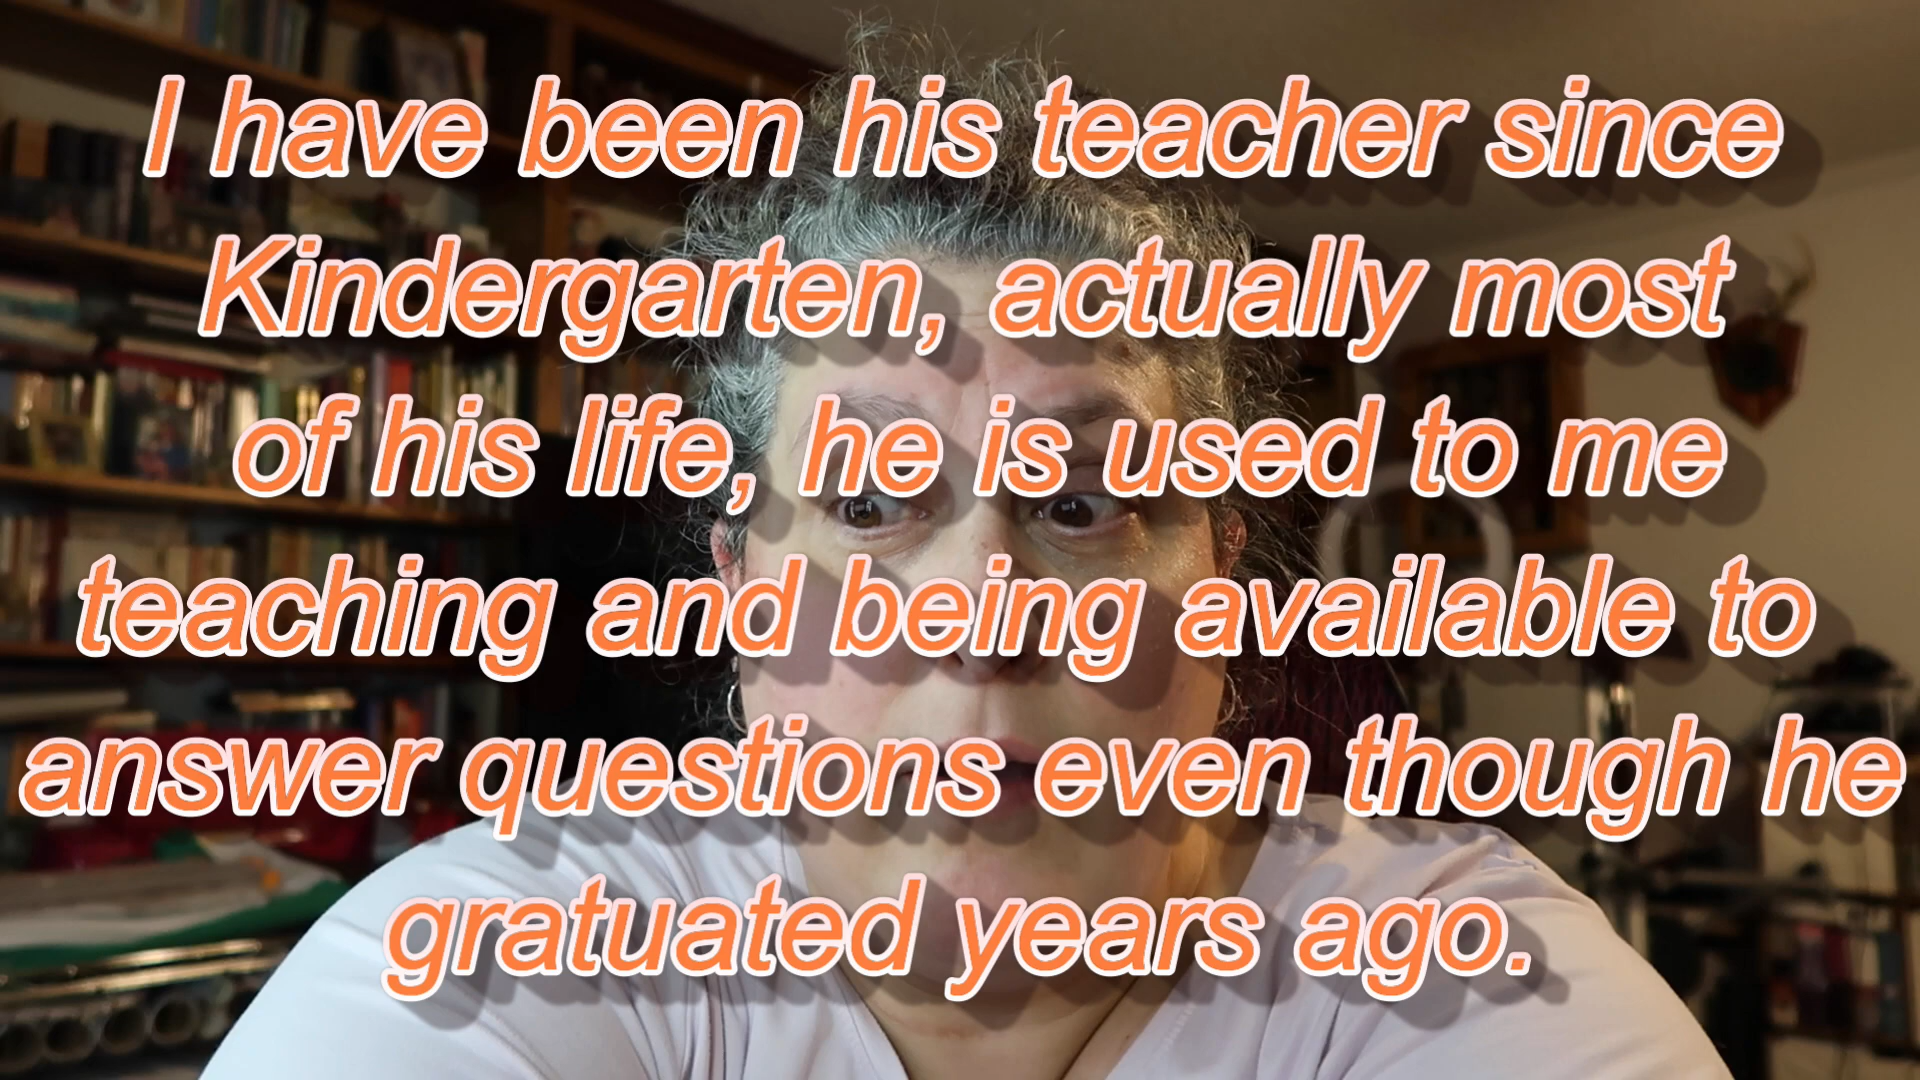 I have been his teacher since
Kindergarten, actually most
of his life, he is used to me
teaching and being available to
answer questions even though he
gratuated years ago.